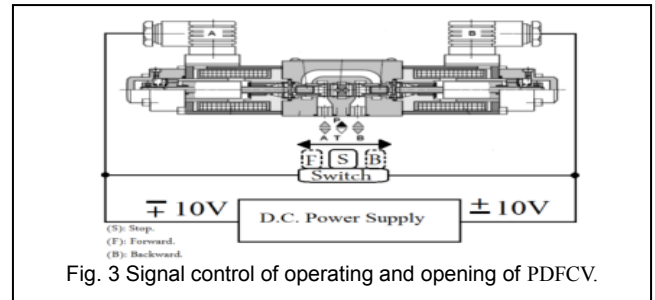 A B
P
A T B
F S B
Switch
∓ 10V D.C. Power Supply ± 10V
(S): Stop.
(F): Forward.
(B): Backward.
Fig. 3 Signal control of operating and opening of PDFCV.